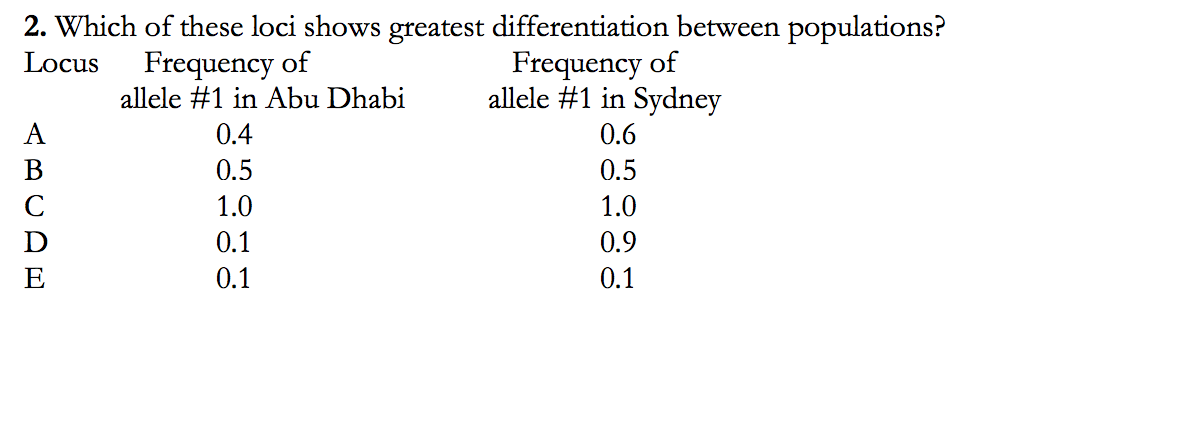 2. Which of these loci shows greatest differentiation between populations?
Locus Frequency of Frequency of
allele #1 in Abu Dhabi allele #1 in Sydney
A 0.4 0.6
B 0.5 0.5
C 1.0 1.0
D 0.1 0.9
E 0.1 0.1